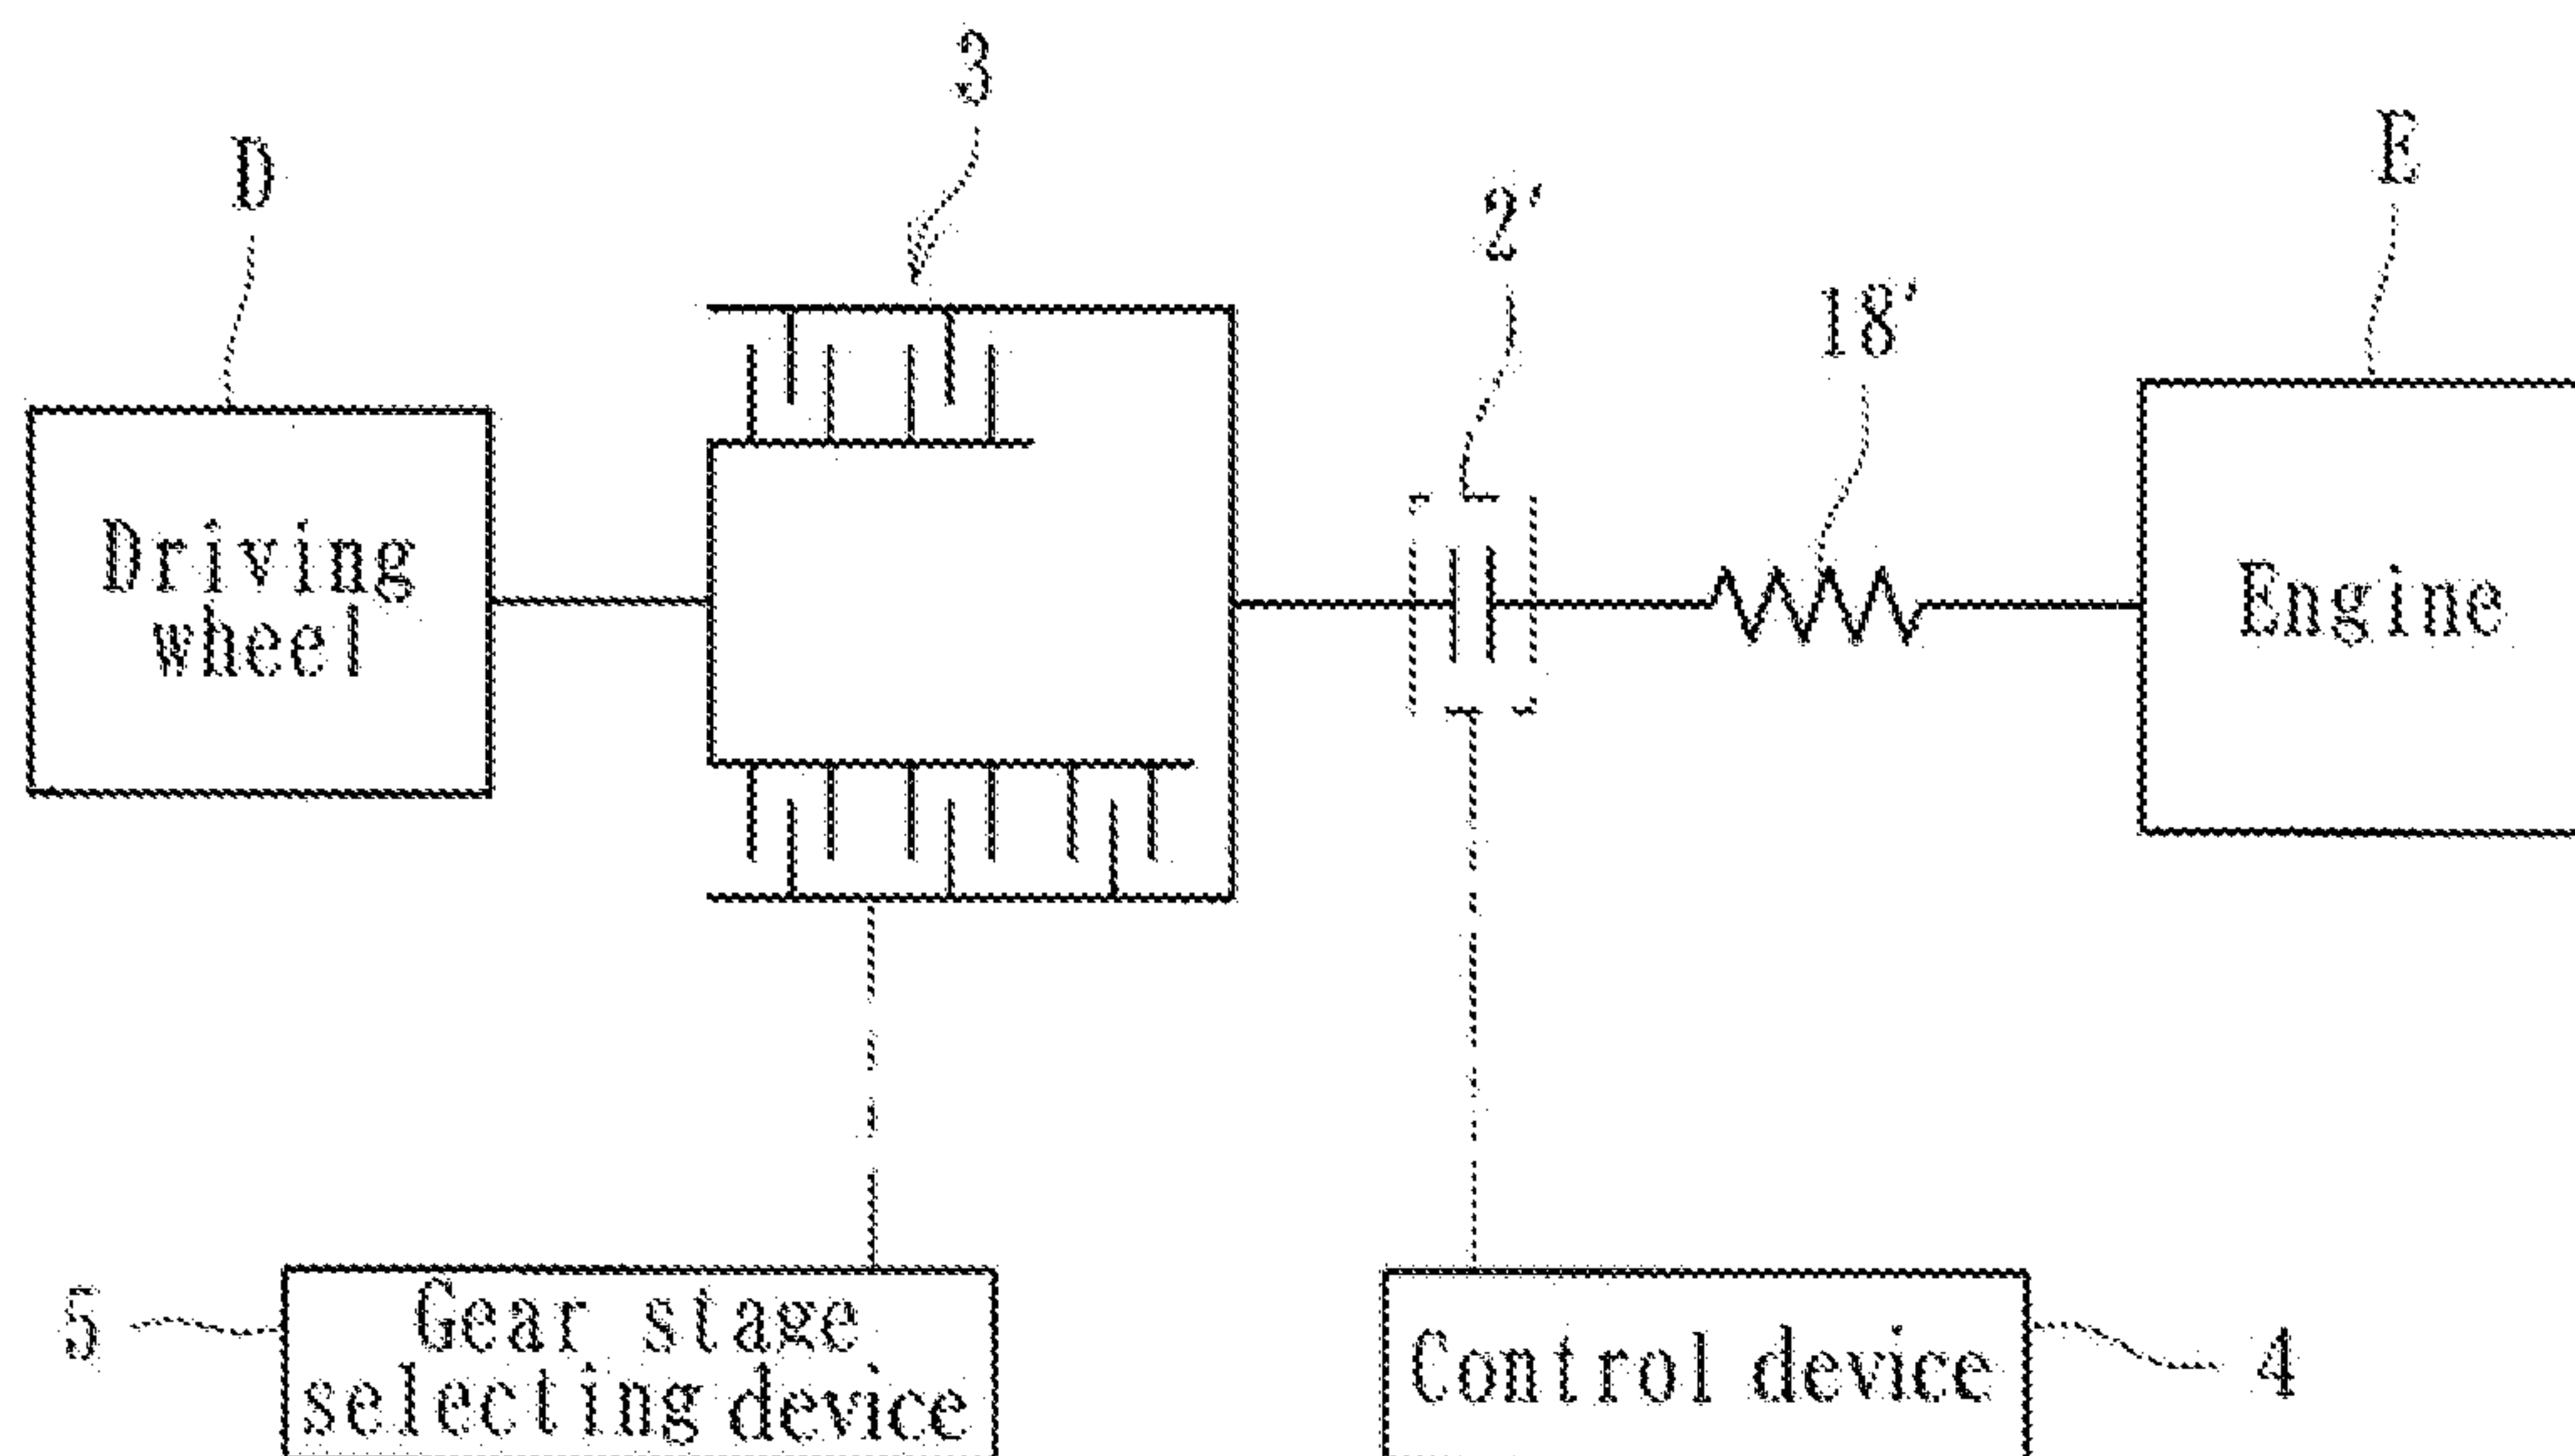 3
E
D
2'
18'
Driving
wheel
Engine
5
Gear stage
selecting device
Control device
4